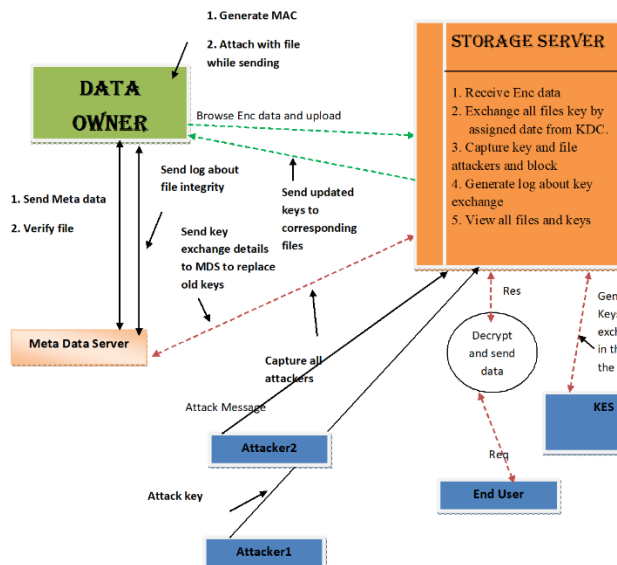 1. Generate MAC
2. Attach with file
while sending
STORAGE SERVER
DATA
OWNER
1. Receive Enc data
2. Exchange all files key by
assigned date from KDC.
3. Capture key and file
attackers and block
4. Generate log about key
exchange
5. View all files and keys
Browse Enc data and upload
Send log about
file integrity
1. Send Meta data
2. Verify file
Send updated
keys to
corresponding
files
Send key
exchange details
to MDS to replace
old keys
Meta Data Server
Capture all
attackers
Res
Decrypt
and send
data
Keys
in th
the
KES
Attack Message
Attacker2
Req
End User
Attack key
Attacker1